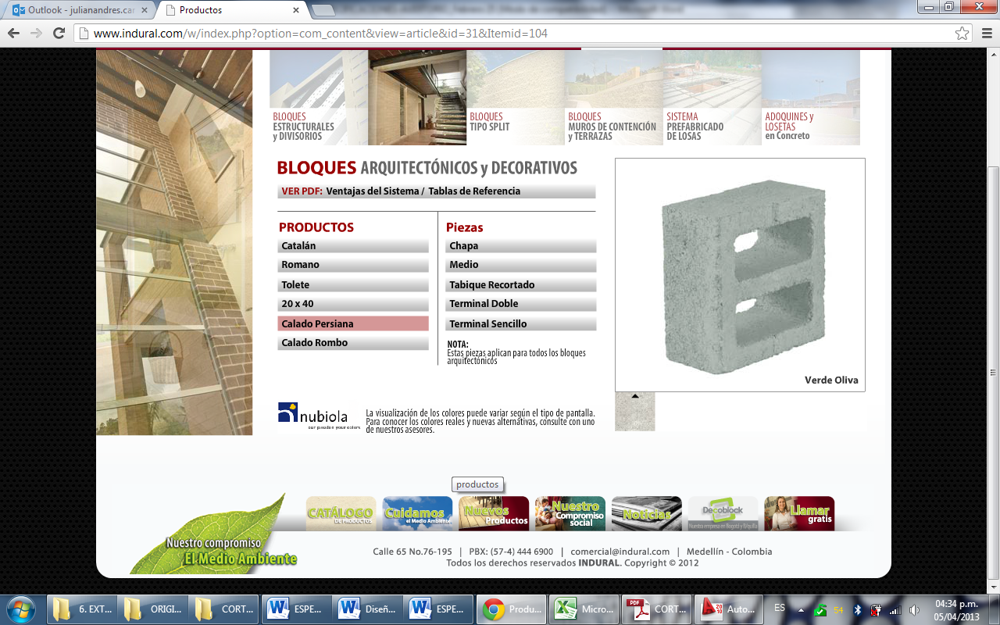 Outlook - julianandres.car
Productos
www.indural.com/w/index.php?option=com_content&view=article&id=31&Itemid=104
BLOQUES
ESTRUCTURALES
y DIVISORIOS
BLOQUES
TIPO SPLIT
BLOQUES
MUROS DE CONTENCIÓN
y TERRAZAS
SISTEMA
PREFABRICADO
DE LOSAS
ADOQUINES y
LOSETAS
en Concreto
BLOQUES ARQUITECTÓNICOS y DECORATIVOS
VER PDF: Ventajas del Sistema / Tablas de Referencia
PRODUCTOS
Catalán
Romano
Tolete
20 x 40
Calado Persiana
Calado Rombo
Piezas
Chapa
Medio
Tabique Recortado
Terminal Doble
Terminal Sencillo
NOTA:
Estas piezas aplican para todos los bloques
arquitectónicos
Verde Oliva
nubiola
La visualización de los colores puede variar según el tipo de pantalla.
Para conocer los colores reales y nuevas alternativas, consulte con uno
de nuestros asesores.
productos
CATÁLOGO
DE PRODUCTOS
Cuidamos
el Medio Ambiente
Nuevos
Productos
Nuestro
Compromiso
social
Noticias
Decoblock
Nuestra empresa en Bogotá y B/quilla
Llamar
gratis
Nuestro compromiso
El Medio Ambiente
Calle 65 No.76-195 | PBX: (57-4) 444 6900 | comercial@indural.com | Medellín - Colombia
Todos los derechos reservados INDURAL. Copyright © 2012
6. EXT...
ORIGI...
CORT...
ESPE...
Diseñ...
ESPE...
Produ...
Micro...
CORT...
Auto...
ES
54
04:34 p.m.
05/04/2013